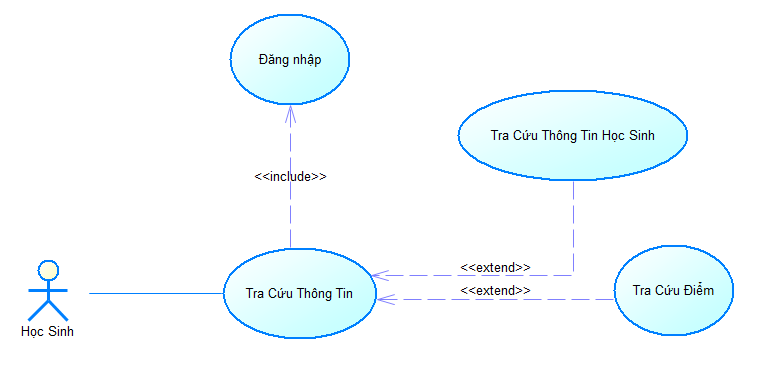 Đăng nhập
Tra Cứu Thông Tin Học Sinh
<<include>>
<<extend>>
<<extend>>
Tra Cứu Thông Tin
Tra Cứu Điểm
Học Sinh